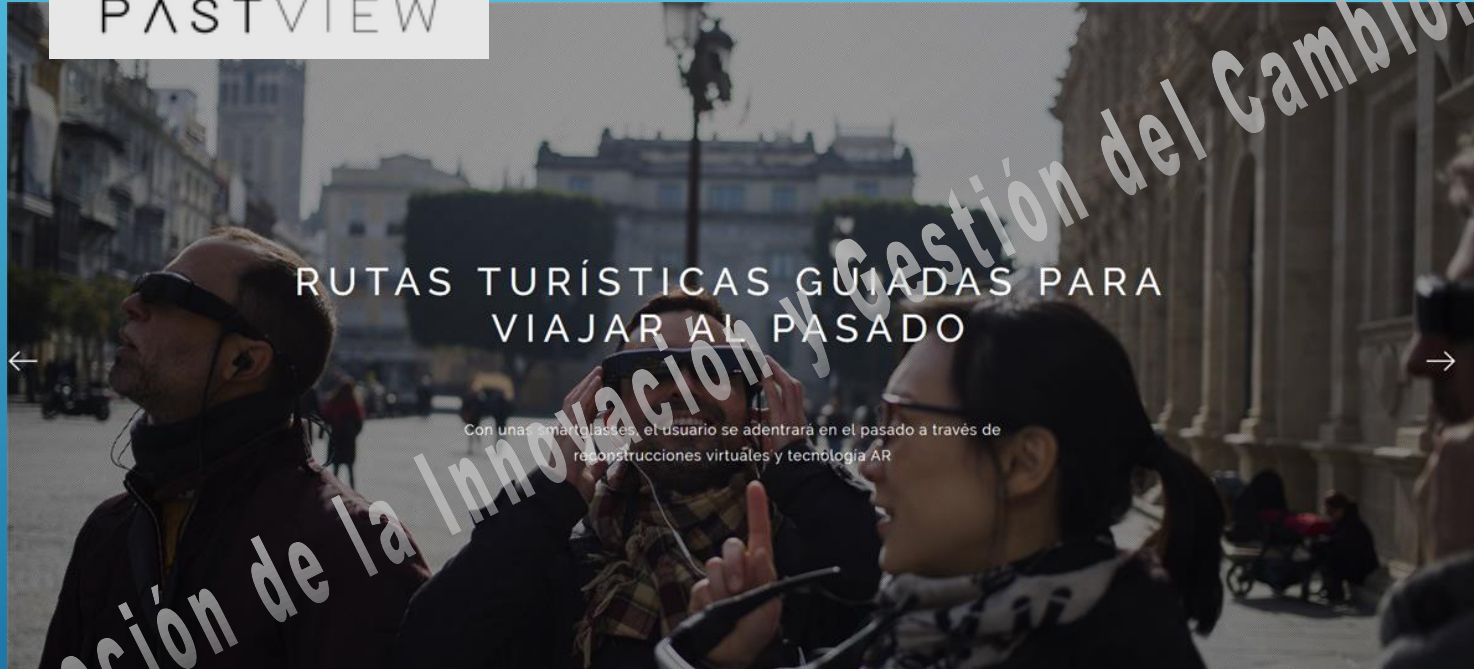 PASTVIEW
RUTAS TURÍSTICAS GUIADAS PARA
VIAJAR AL PASADO
Con unas smartglasses, el usuario se adentrará en el pasado a través de
reconstrucciones virtuales y tecnología AR
de la Innovación y Gestión del Cambio